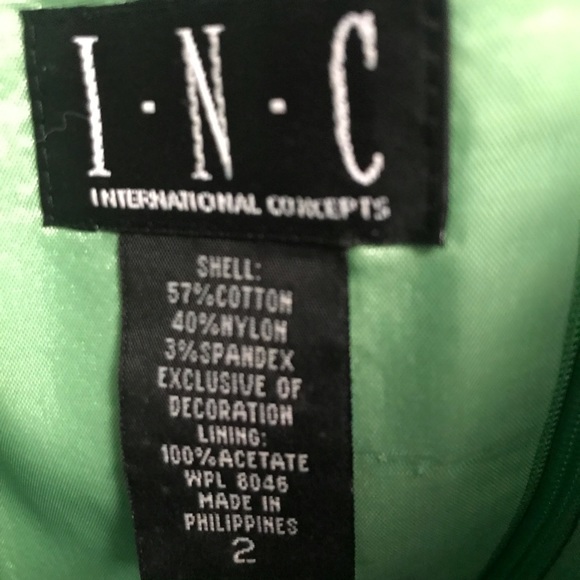 I·N·C
INTERNATIONAL CONCEPTS
SHELL:
57%COTTON
40%NYLON
3%SPANDEX
EXCLUSIVE OF
DECORATION
LINING:
100%ACETATE
WPL 8046
MADE IN
PHILIPPINES
2